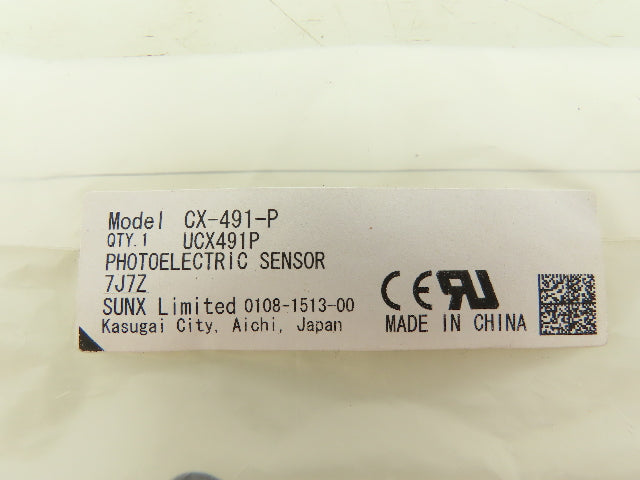 Model CX-491-P
QTY.1 UCX491P
PHOTOELECTRIC SENSOR
7J7Z
SUNX Limited 0108-1513-00
Kasugai City, Aichi, Japan
CE RU
MADE IN CHINA